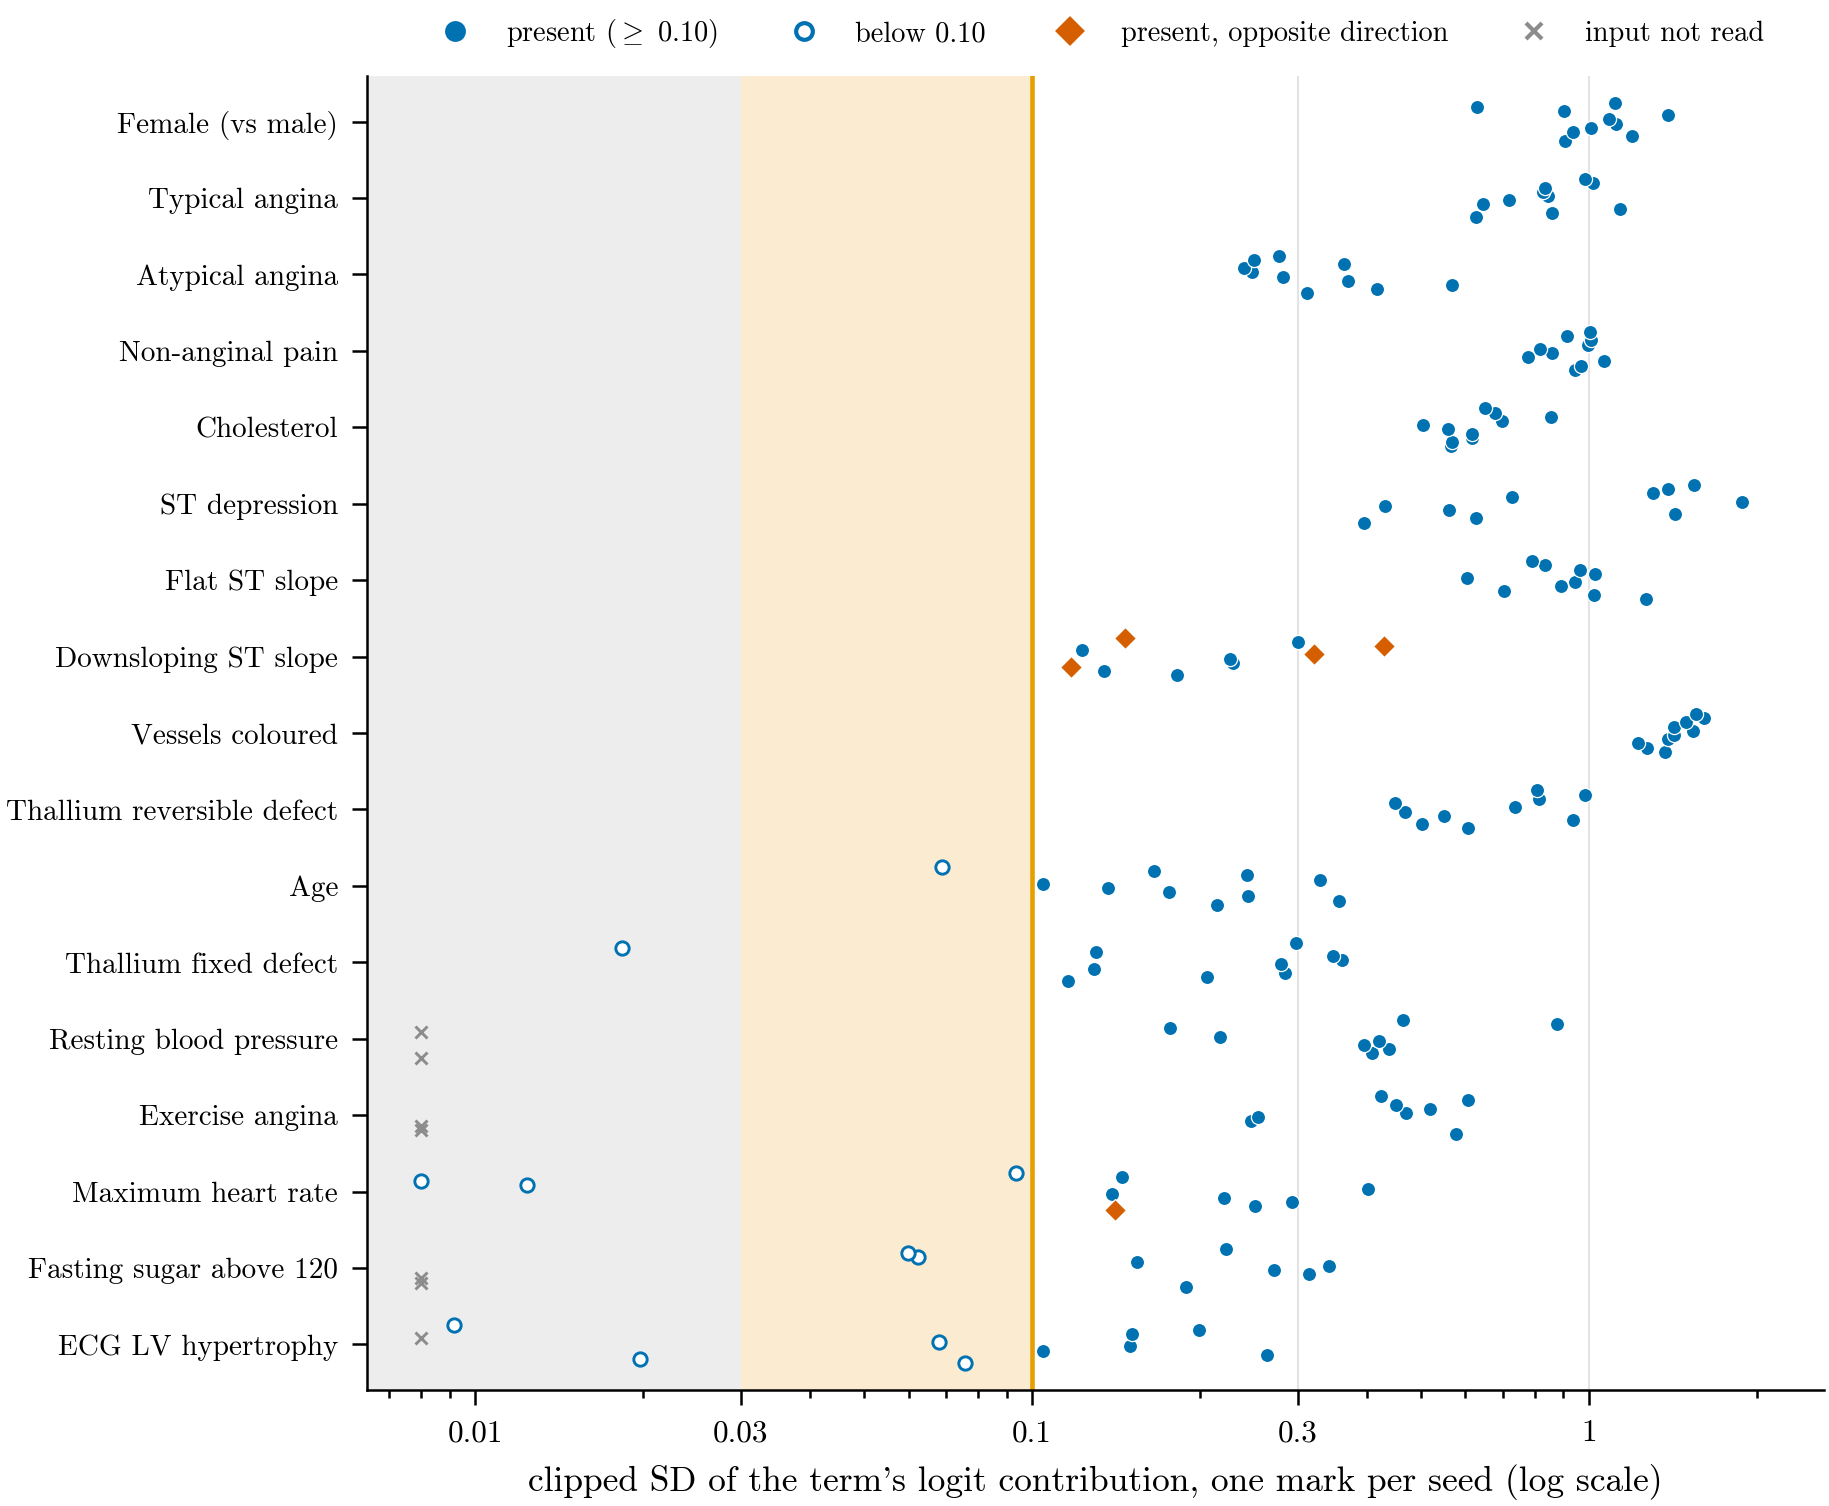 present (≥ 0.10)
below 0.10
present, opposite direction
input not read
Female (vs male)
Typical angina
Atypical angina
Non-anginal pain
Cholesterol
ST depression
Flat ST slope
Downsloping ST slope
Vessels coloured
Thallium reversible defect
Age
Thallium fixed defect
Resting blood pressure
Exercise angina
Maximum heart rate
Fasting sugar above 120
ECG LV hypertrophy
0.01
0.03
0.1
0.3
1
clipped SD of the term’s logit contribution, one mark per seed (log scale)